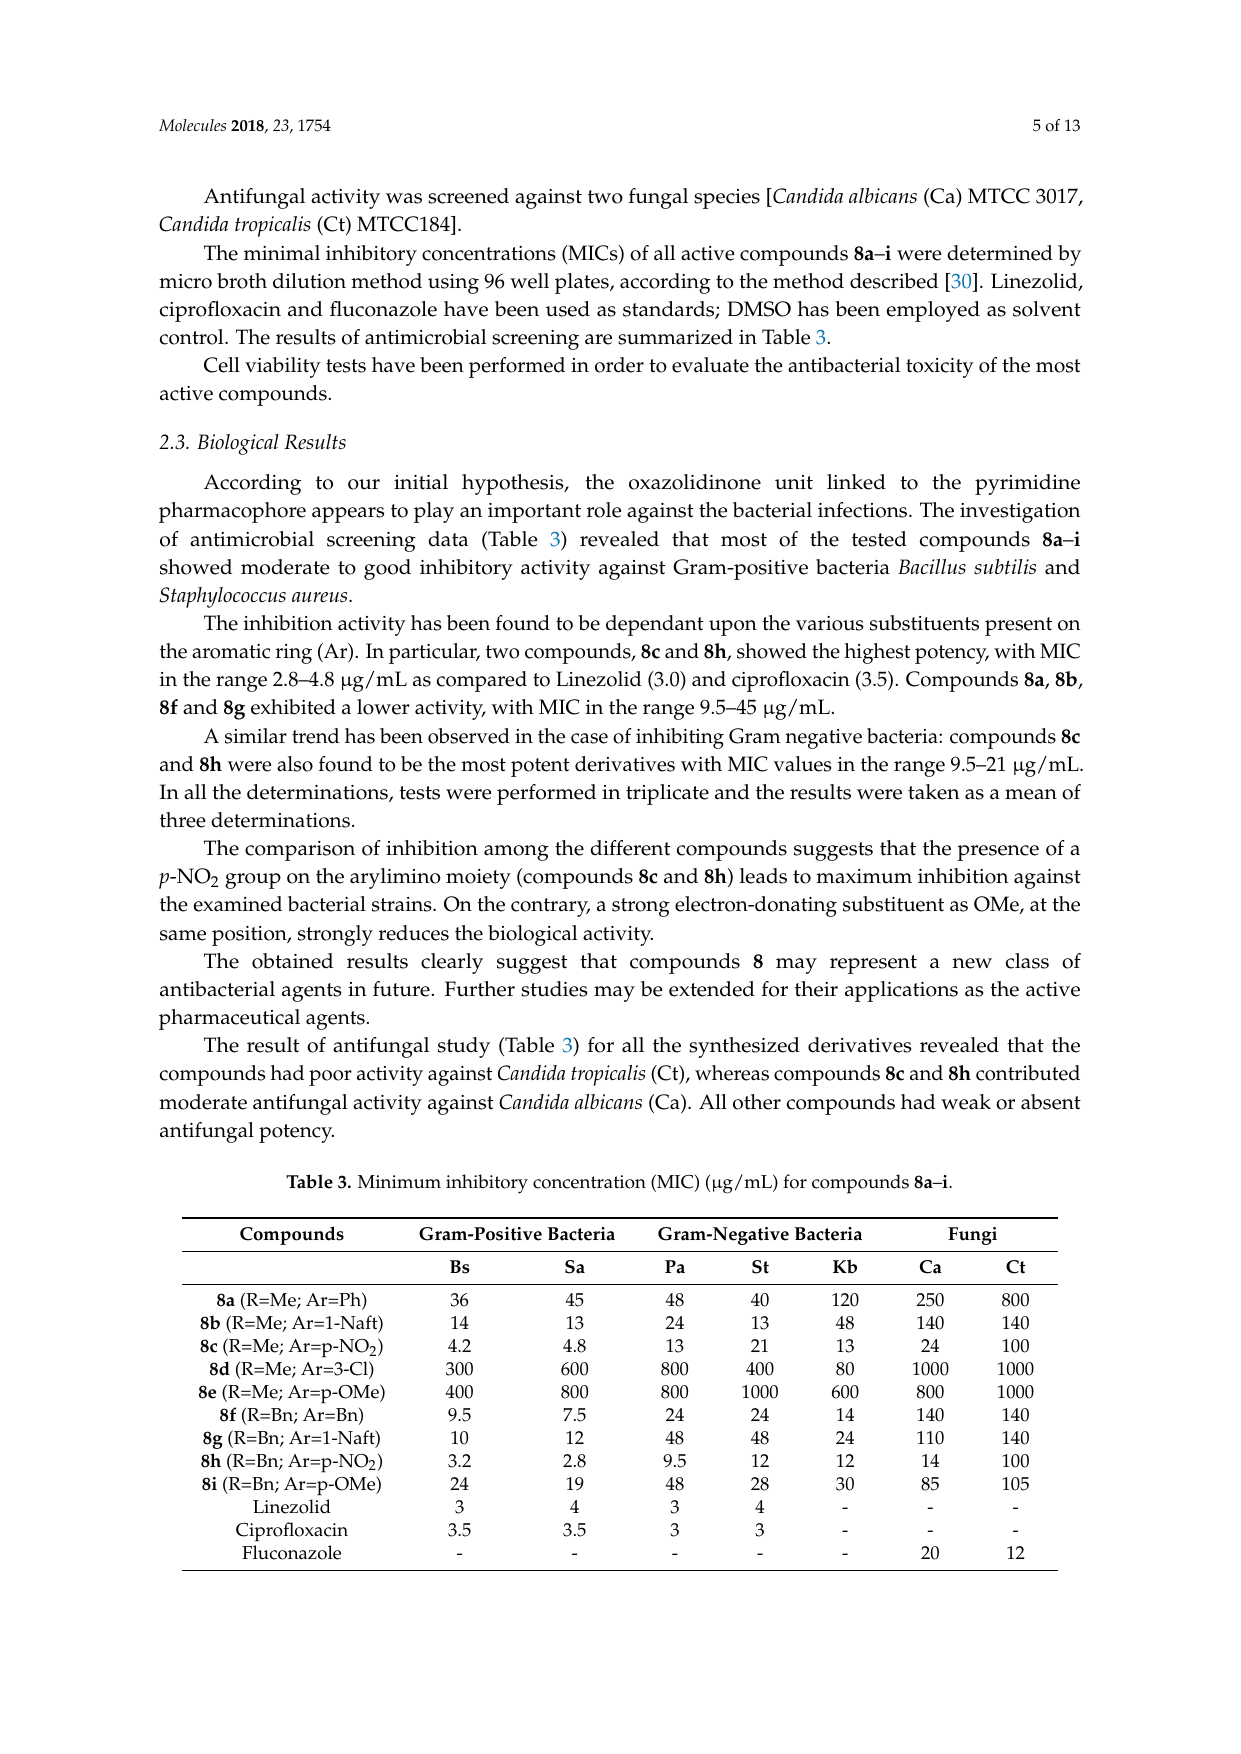 Molecules 2018, 23, 1754 5 of 13
Antifungal activity was screened against two fungal species [Candida albicans (Ca) MTCC 3017,
Candida tropicalis (Ct) MTCC184].
The minimal inhibitory concentrations (MICs) of all active compounds 8a–i were determined by
micro broth dilution method using 96 well plates, according to the method described [30]. Linezolid,
ciprofloxacin and fluconazole have been used as standards; DMSO has been employed as solvent
control. The results of antimicrobial screening are summarized in Table 3.
Cell viability tests have been performed in order to evaluate the antibacterial toxicity of the most
active compounds.
2.3. Biological Results
According to our initial hypothesis, the oxazolidinone unit linked to the pyrimidine
pharmacophore appears to play an important role against the bacterial infections. The investigation
of antimicrobial screening data (Table 3) revealed that most of the tested compounds 8a–i
showed moderate to good inhibitory activity against Gram-positive bacteria Bacillus subtilis and
Staphylococcus aureus.
The inhibition activity has been found to be dependant upon the various substituents present on
the aromatic ring (Ar). In particular, two compounds, 8c and 8h, showed the highest potency, with MIC
in the range 2.8–4.8 µg/mL as compared to Linezolid (3.0) and ciprofloxacin (3.5). Compounds 8a, 8b,
8f and 8g exhibited a lower activity, with MIC in the range 9.5–45 µg/mL.
A similar trend has been observed in the case of inhibiting Gram negative bacteria: compounds 8c
and 8h were also found to be the most potent derivatives with MIC values in the range 9.5–21 µg/mL.
In all the determinations, tests were performed in triplicate and the results were taken as a mean of
three determinations.
The comparison of inhibition among the different compounds suggests that the presence of a
p-NO2 group on the arylimino moiety (compounds 8c and 8h) leads to maximum inhibition against
the examined bacterial strains. On the contrary, a strong electron-donating substituent as OMe, at the
same position, strongly reduces the biological activity.
The obtained results clearly suggest that compounds 8 may represent a new class of
antibacterial agents in future. Further studies may be extended for their applications as the active
pharmaceutical agents.
The result of antifungal study (Table 3) for all the synthesized derivatives revealed that the
compounds had poor activity against Candida tropicalis (Ct), whereas compounds 8c and 8h contributed
moderate antifungal activity against Candida albicans (Ca). All other compounds had weak or absent
antifungal potency.
Table 3. Minimum inhibitory concentration (MIC) (µg/mL) for compounds 8a–i.
Compounds Gram-Positive Bacteria Gram-Negative Bacteria Fungi
Bs Sa Pa St Kb Ca Ct
8a (R=Me; Ar=Ph) 36 45 48 40 120 250 800
8b (R=Me; Ar=1-Naft) 14 13 24 13 48 140 140
8c (R=Me; Ar=p-NO2) 4.2 4.8 13 21 13 24 100
8d (R=Me; Ar=3-Cl) 300 600 800 400 80 1000 1000
8e (R=Me; Ar=p-OMe) 400 800 800 1000 600 800 1000
8f (R=Bn; Ar=Bn) 9.5 7.5 24 24 14 140 140
8g (R=Bn; Ar=1-Naft) 10 12 48 48 24 110 140
8h (R=Bn; Ar=p-NO2) 3.2 2.8 9.5 12 12 14 100
8i (R=Bn; Ar=p-OMe) 24 19 48 28 30 85 105
Linezolid 3 4 3 4 - - -
Ciprofloxacin 3.5 3.5 3 3 - - -
Fluconazole - - - - - 20 12